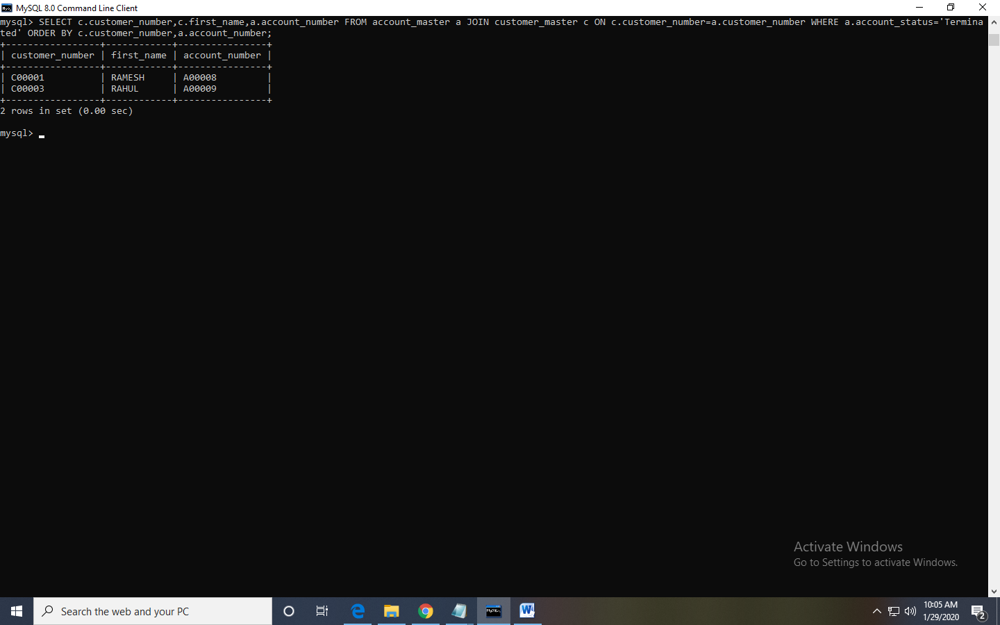 MySQL 8.0 Command Line Client
mysql> SELECT c.customer_number,c.first_name,a.account_number FROM account_master a JOIN customer_master c ON c.customer_number=a.customer_number WHERE a.account_status='Termina
ted' ORDER BY c.customer_number,a.account_number;
+-----------------+------------+----------------+
| customer_number | first_name | account_number |
+-----------------+------------+----------------+
| C00001          | RAMESH     | A00008         |
| C00003          | RAHUL      | A00009         |
+-----------------+------------+----------------+
2 rows in set (0.00 sec)
mysql>
Activate Windows
Go to Settings to activate Windows.
Search the web and your PC
10:05 AM
1/29/2020
2